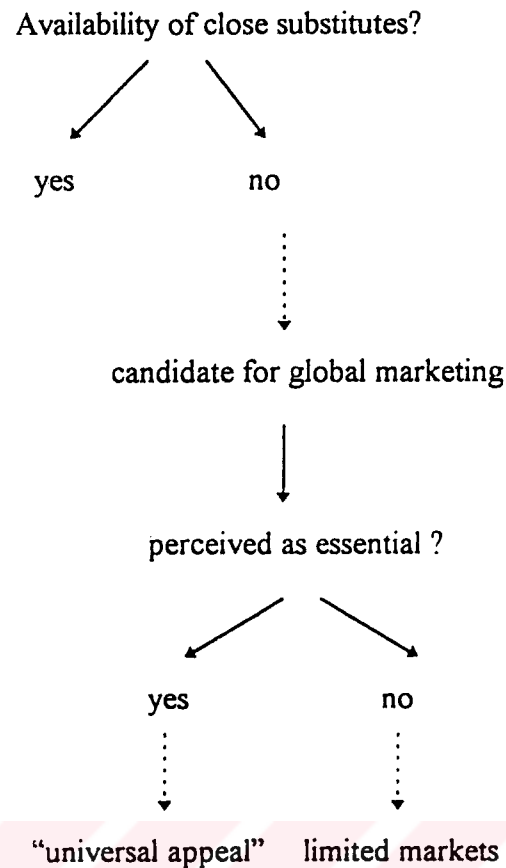 Availability of close substitutes?
yes no
candidate for global marketing
perceived as essential ?
yes no
“universal appeal” limited markets